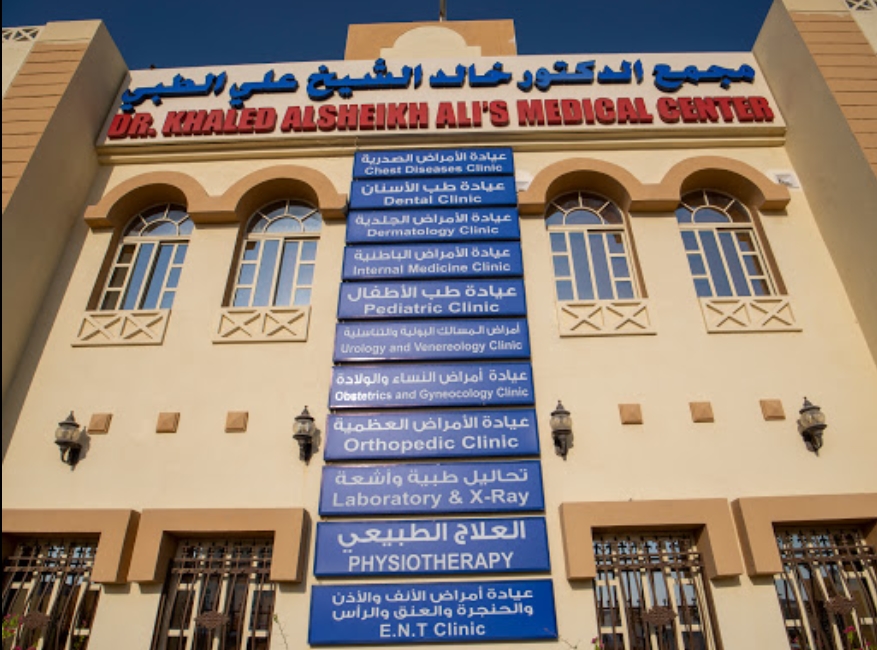 مجمع الدكتور خالد الشيخ علي الطبي
DR. KHALED ALSHEIKH ALI'S MEDICAL CENTER
عيادة الأمراض الصدرية
Chest Diseases Clinic
عيادة طب الأسنان
Dental Clinic
عيادة الأمراض الجلدية
Dermatology Clinic
عيادة الأمراض الباطنية
Internal Medicine Clinic
عيادة طب الأطفال
Pediatric Clinic
أمراض المسالك البولية والتناسلية
Urology and Venereology Clinic
عيادة أمراض النساء والولادة
Obstetrics and Gyneocology Clinic
عيادة الأمراض العظمية
Orthopedic Clinic
تحاليل طبية وأشعة
Laboratory & X-Ray
العلاج الطبيعي
PHYSIOTHERAPY
عيادة أمراض الأنف والأذن
والحنجرة والعنق والرأس
E.N.T Clinic